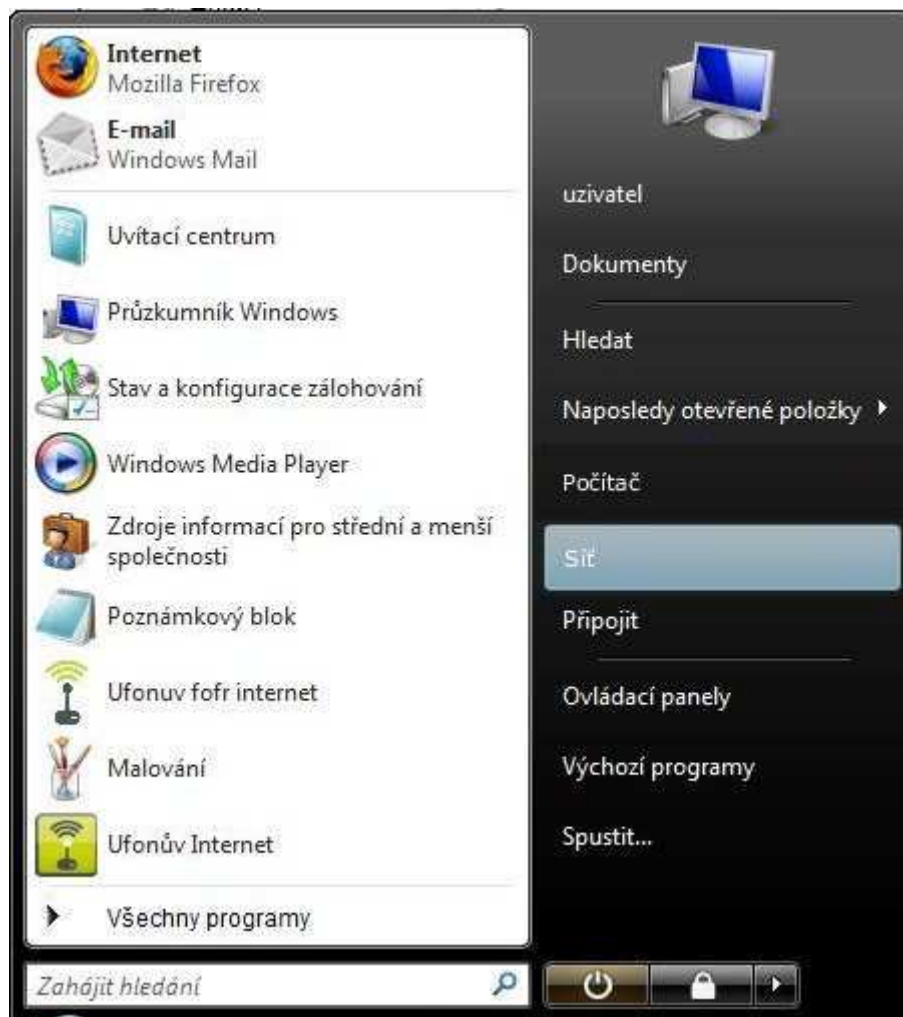 Internet
Mozilla Firefox
E-mail
Windows Mail
Uvítací centrum
Průzkumník Windows
Stav a konfigurace zálohování
Windows Media Player
Zdroje informací pro střední a menší
společnosti
Poznámkový blok
Ufonuv fofr internet
Malování
Ufonův Internet
Všechny programy
Zahájit hledání
uzivatel
Dokumenty
Hledat
Naposledy otevřené položky
Počítač
Síť
Připojit
Ovládací panely
Výchozí programy
Spustit...